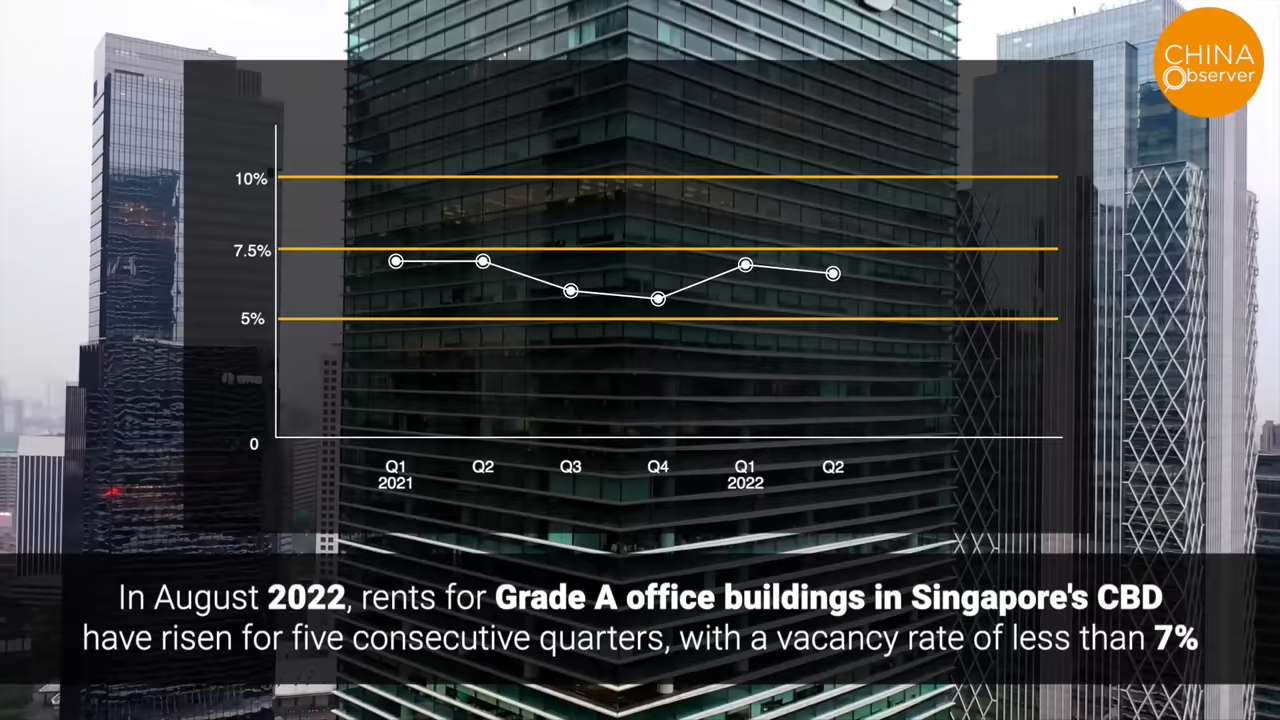 CHINA
Observer
10%
7.5%
5%
0
Q1 Q2 Q3 Q4 Q1 Q2
2021 2022
In August 2022, rents for Grade A office buildings in Singapore's CBD
have risen for five consecutive quarters, with a vacancy rate of less than 7%